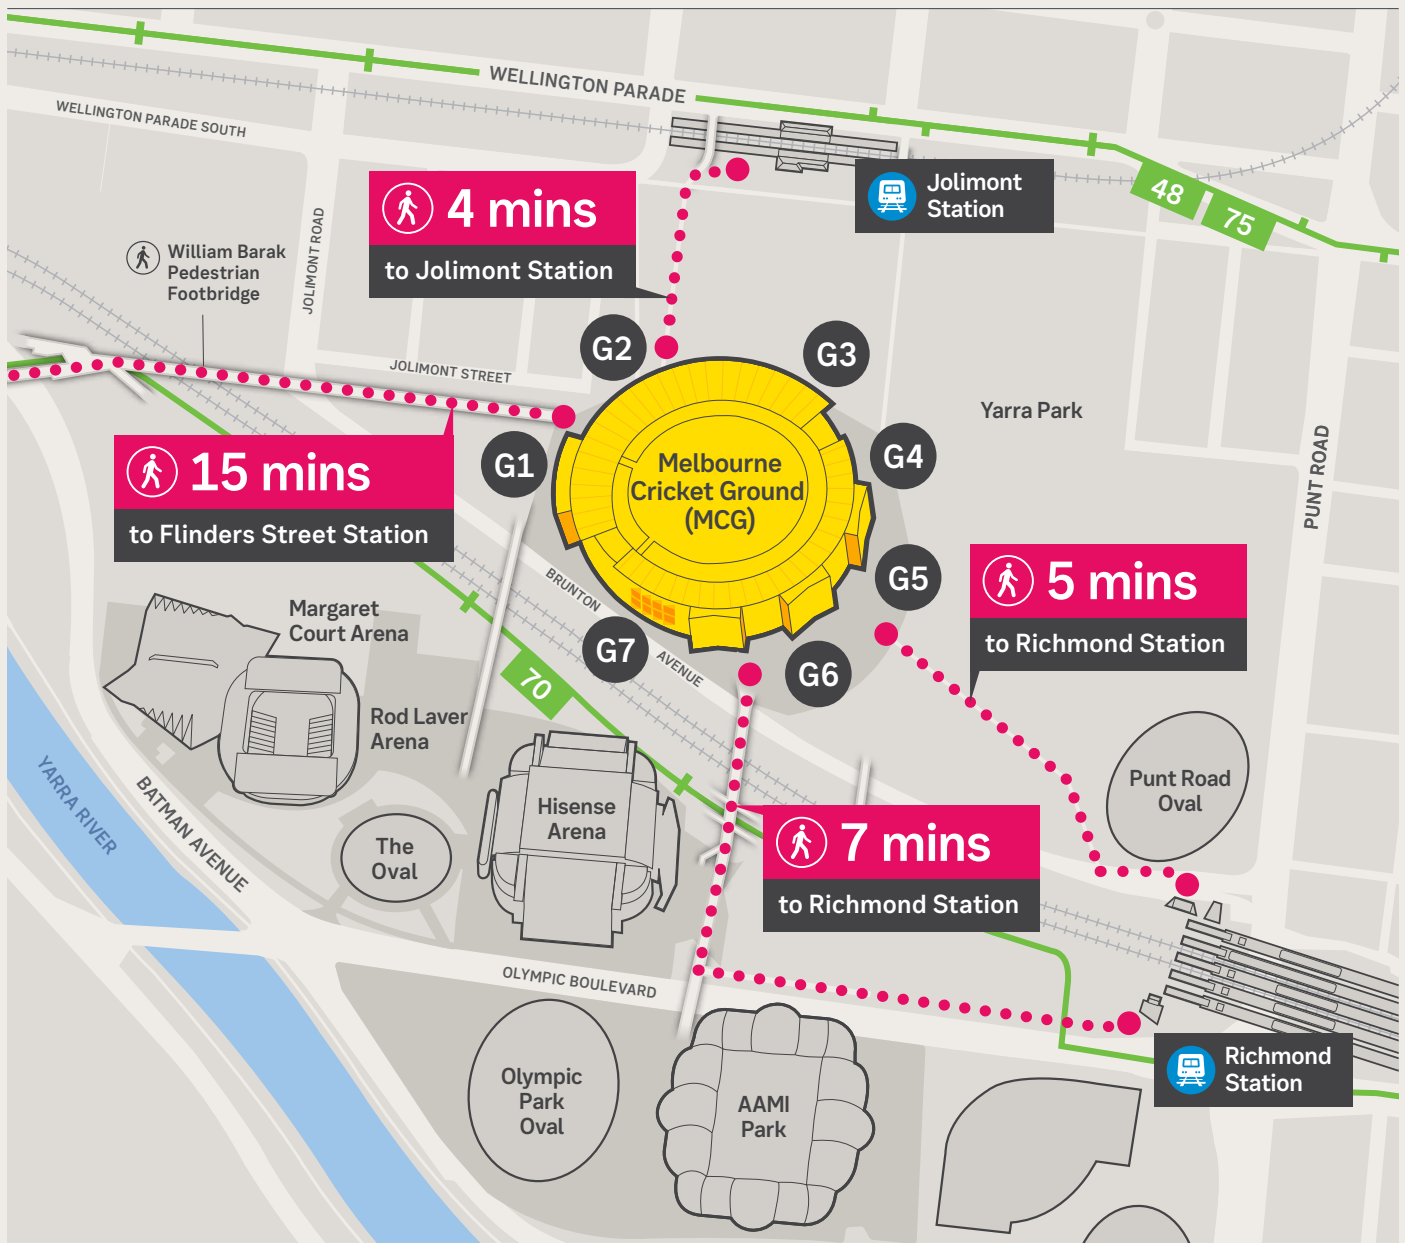 WELLINGTON PARADE
WELLINGTON PARADE SOUTH
Jolimont
Station
48
75
4 mins
to Jolimont Station
JOLIMONT ROAD
William Barak
Pedestrian
Footbridge
G2
G3
JOLIMONT STREET
Yarra Park
PUNT ROAD
G1
G4
Melbourne
Cricket Ground
(MCG)
15 mins
to Flinders Street Station
G5
5 mins
to Richmond Station
BRUNTON
AVENUE
G7
G6
Margaret
Court Arena
70
Rod Laver
Arena
YARRA RIVER
BATMAN AVENUE
Hisense
Arena
The
Oval
Punt Road
Oval
7 mins
to Richmond Station
OLYMPIC BOULEVARD
Richmond
Station
Olympic
Park
Oval
AAMI
Park